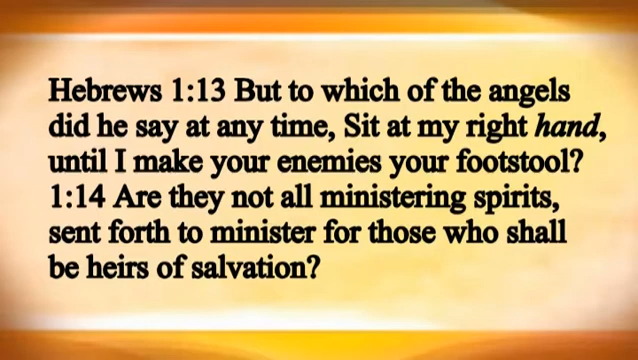 Hebrews 1:13 But to which of the angels
did he say at any time, Sit at my right hand,
until I make your enemies your footstool?
1:14 Are they not all ministering spirits,
sent forth to minister for those who shall
be heirs of salvation?